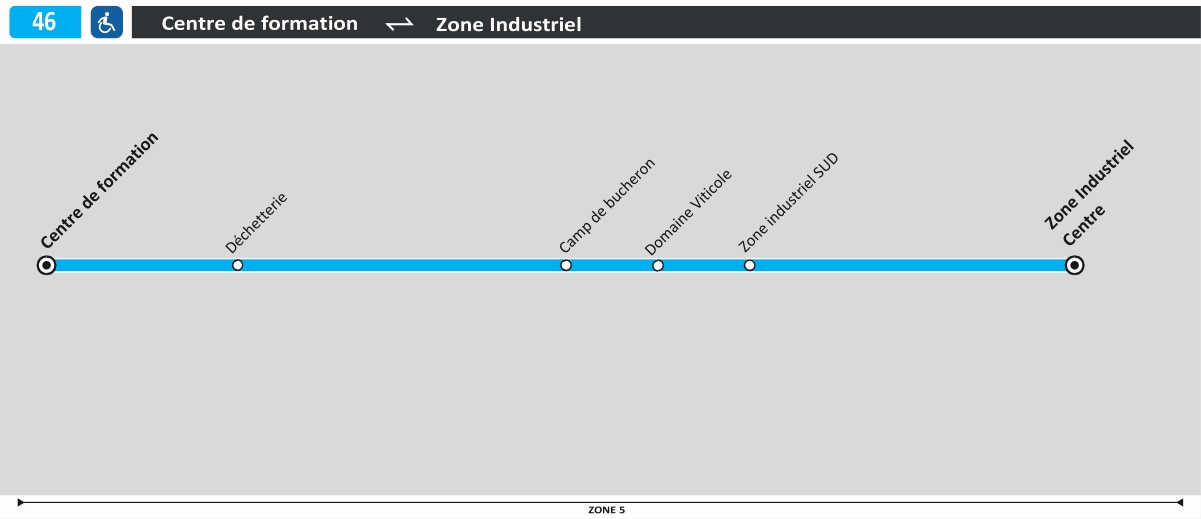 46 Centre de formation ⇌ Zone Industriel
Centre de formation
Déchetterie
Camp de bucheron
Domaine Viticole
Zone industriel SUD
Zone Industriel
Centre
ZONE 5